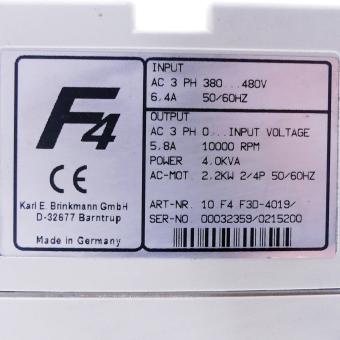 F4
CE
Karl E. Brinkmann GmbH
D-32677 Barntrup
Made in Germany
INPUT
AC 3 PH 380...480V
6,4A 50/60HZ
OUTPUT
AC 3 PH 0...INPUT VOLTAGE
5,8A 10000 RPM
POWER 4,0KVA
AC-MOT. 2,2KW 2/4P 50/60HZ
ART-NR. 10 F4 F3D-4019/
SER-NO. 00032359/0215200